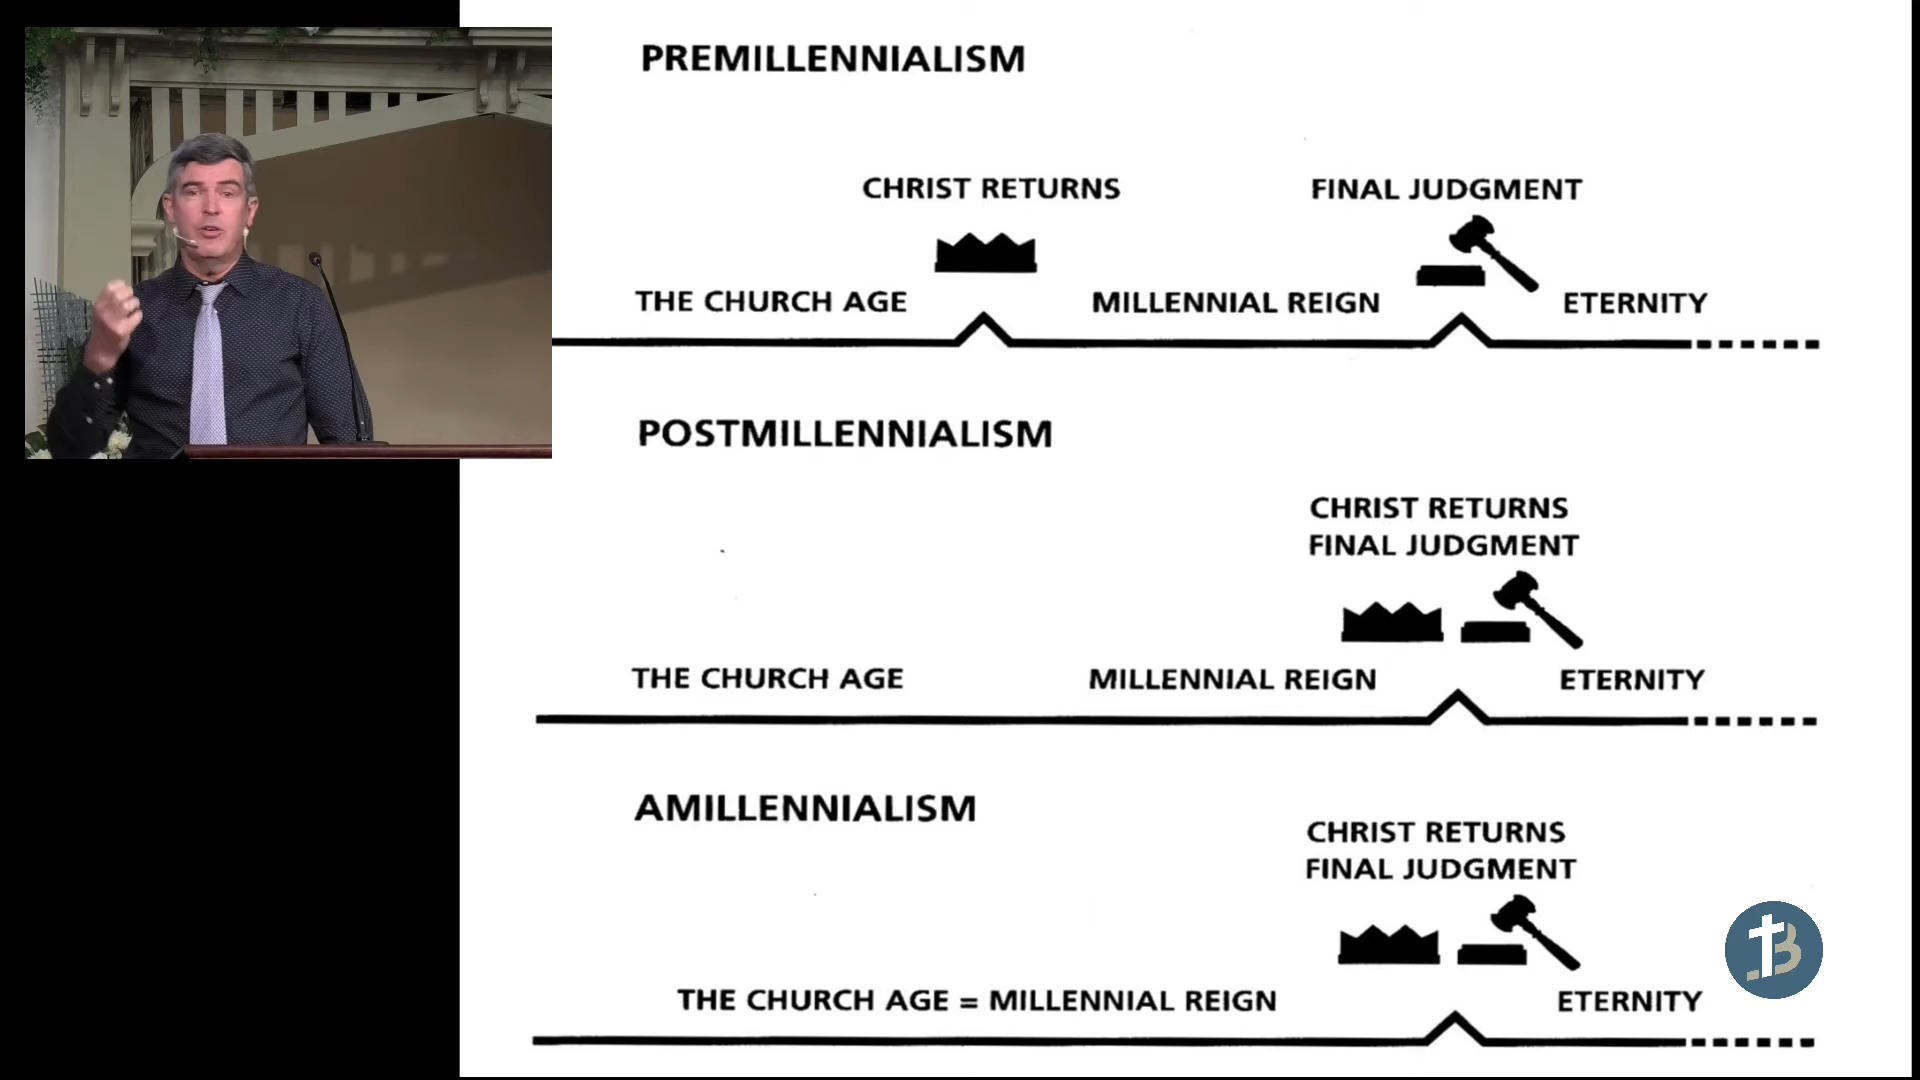 PREMILLENNIALISM
CHRIST RETURNS
FINAL JUDGMENT
THE CHURCH AGE
MILLENNIAL REIGN
ETERNITY
POSTMILLENNIALISM
CHRIST RETURNS
FINAL JUDGMENT
THE CHURCH AGE
MILLENNIAL REIGN
ETERNITY
AMILLENNIALISM
CHRIST RETURNS
FINAL JUDGMENT
THE CHURCH AGE = MILLENNIAL REIGN
ETERNITY
B